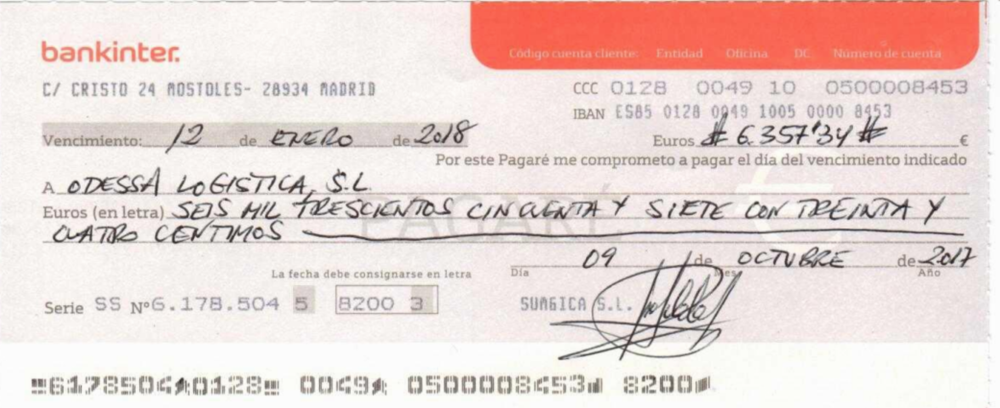 bankinter.
Código cuenta cliente: Entidad Oficina DC Número de cuenta
C/ CRISTO 24 MOSTOLES- 28934 MADRID
CCC 0128 0049 10 0500008453
IBAN ES85 0128 0049 1005 0000 8453
Vencimiento: 12 de ENERO de 2018
Euros # 6.357'34 # €
Por este Pagaré me comprometo a pagar el día del vencimiento indicado
A ODESSA LOGISTICA, S.L.
Euros (en letra) SEIS MIL TRESCIENTOS CINCUENTA Y SIETE CON TREINTA Y
CUATRO CENTIMOS
PAGARÉ €
09 de OCTUBRE de 2017
La fecha debe consignarse en letra Día Mes Año
Serie SS Nº6.178.504 5 8200 3
SUMGICA S.L.
6178504 0128 0049 0500008453 8200